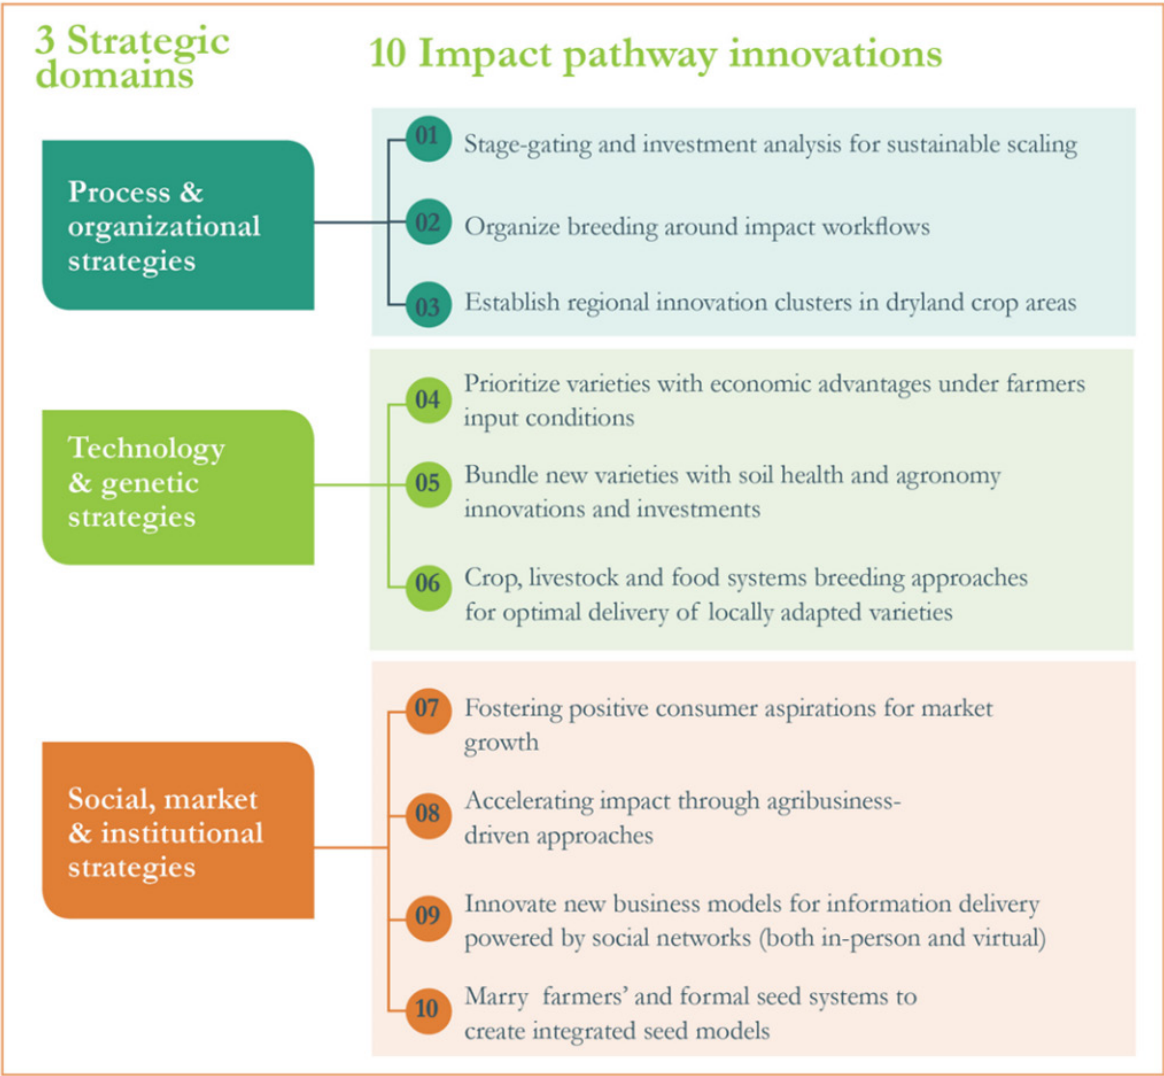 3 Strategic
domains
10 Impact pathway innovations
Process &
organizational
strategies
01
Stage-gating and investment analysis for sustainable scaling
02
Organize breeding around impact workflows
03
Establish regional innovation clusters in dryland crop areas
Technology
& genetic
strategies
04
Prioritize varieties with economic advantages under farmers
input conditions
05
Bundle new varieties with soil health and agronomy
innovations and investments
06
Crop, livestock and food systems breeding approaches
for optimal delivery of locally adapted varieties
Social, market
& institutional
strategies
07
Fostering positive consumer aspirations for market
growth
08
Accelerating impact through agribusiness-
driven approaches
09
Innovate new business models for information delivery
powered by social networks (both in-person and virtual)
10
Marry farmers’ and formal seed systems to
create integrated seed models